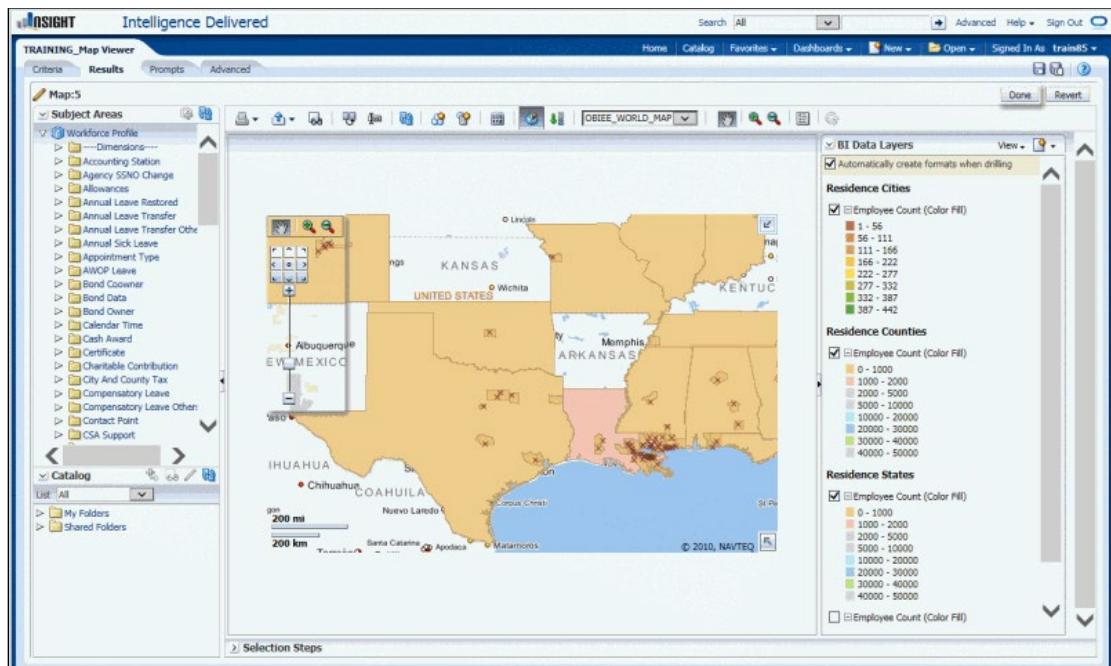 INSIGHT Intelligence Delivered
Search All Advanced Help Sign Out
TRAINING_Map Viewer
Home Catalog Favorites Dashboards New Open Signed In As train85
Criteria Results Prompts Advanced
Map:5
Done Revert
Subject Areas
OBIEE_WORLD_MAP
Workforce Profile
----Dimensions----
Accounting Station
Agency SSNO Change
Allowances
Annual Leave Restored
Annual Leave Transfer
Annual Leave Transfer Othe
Annual Sick Leave
Appointment Type
AWOP Leave
Bond Coowner
Bond Data
Bond Owner
Calendar Time
Cash Award
Certificate
Charitable Contribution
City And County Tax
Compensatory Leave
Compensatory Leave Others
Contact Point
CSA Support
Catalog
List All
My Folders
Shared Folders
Lincoln
KANSAS
Wichita
UNITED STATES
KENTUC
Albuquerque
EW MEXICO
Memphis
ARKANSAS
aso
IHUAHUA
Chihuahua
COAHUILA
Nuevo Laredo
Corpus Christi
200 mi
200 km
Santa Catarina
Apodaca
Matamoros
© 2010, NAVTEQ
BI Data Layers View
Automatically create formats when drilling
Residence Cities
Employee Count (Color Fill)
1 - 56
56 - 111
111 - 166
166 - 222
222 - 277
277 - 332
332 - 387
387 - 442
Residence Counties
Employee Count (Color Fill)
0 - 1000
1000 - 2000
2000 - 5000
5000 - 10000
10000 - 20000
20000 - 30000
30000 - 40000
40000 - 50000
Residence States
Employee Count (Color Fill)
0 - 1000
1000 - 2000
2000 - 5000
5000 - 10000
10000 - 20000
20000 - 30000
30000 - 40000
40000 - 50000
Employee Count (Color Fill)
Selection Steps